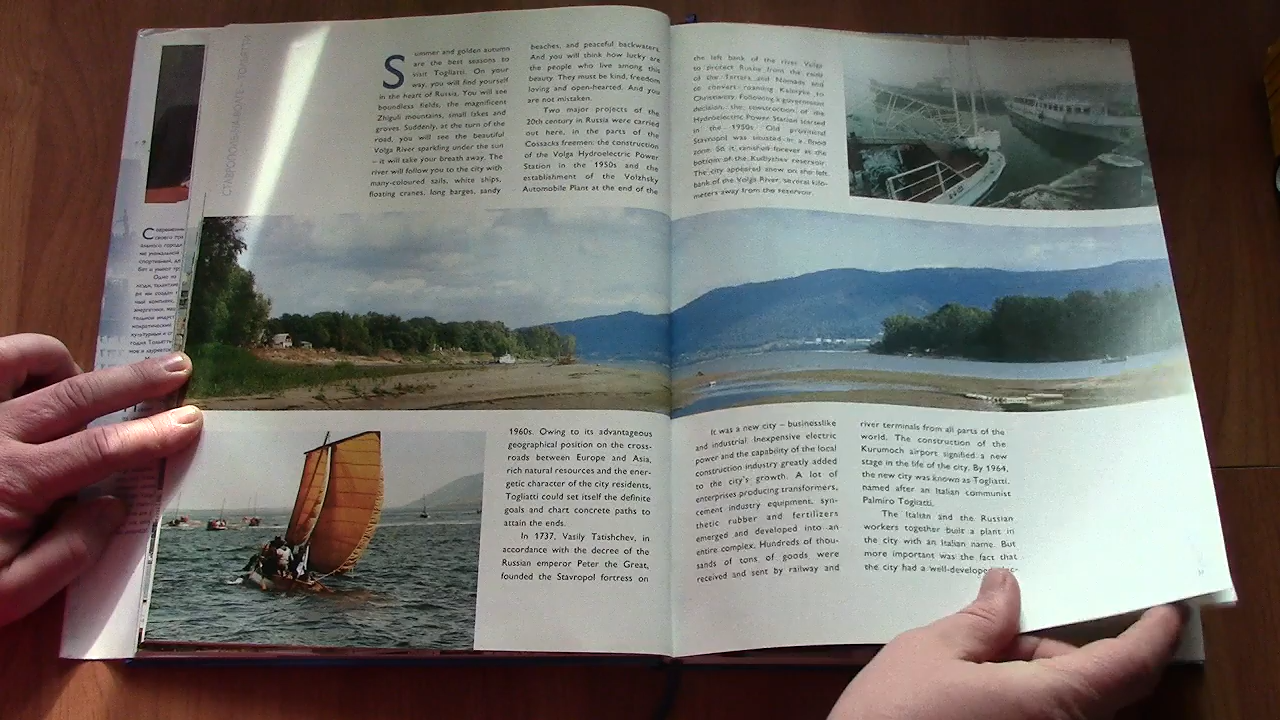 СТАВРОПОЛЬ-НА-ВОЛГЕ – ТОЛЬЯТТИ
Summer and golden autumn
are the best seasons to
visit Togliatti. On your
way, you will find yourself
in the heart of Russia. You will see
boundless fields, the magnificent
Zhiguli mountains, small lakes and
groves. Suddenly, at the turn of the
road, you will see the beautiful
Volga River sparkling under the sun
– it will take your breath away. The
river will follow you to the city with
many-coloured sails, white ships,
floating cranes, long barges, sandy
beaches, and peaceful backwaters.
And you will think how lucky are
the people who live among this
beauty. They must be kind, freedom
loving and open-hearted. And you
are not mistaken.
Two major projects of the
20th century in Russia were carried
out here, in the parts of the
Cossacks freemen: the construction
of the Volga Hydroelectric Power
Station in the 1950s and the
establishment of the Volzhsky
Automobile Plant at the end of the
1960s. Owing to its advantageous
geographical position on the cross-
roads between Europe and Asia,
rich natural resources and the ener-
getic character of the city residents,
Togliatti could set itself the definite
goals and chart concrete paths to
attain the ends.
In 1737, Vasily Tatishchev, in
accordance with the decree of the
Russian emperor Peter the Great,
founded the Stavropol fortress on
the left bank of the river Volga
to protect Russia from the raids
of the Tartars and Nomads and
to convert roaming Kalmyks to
Christianity. Following a government
decision, the construction of the
Hydroelectric Power Station started
in the 1950s. Old provincial
Stavropol was situated in a flood
zone. So it vanished forever at the
bottom of the Kuibyshev reservoir.
The city appeared anew on the left
bank of the Volga River, several kilo-
meters away from the reservoir.
It was a new city – businesslike
and industrial. Inexpensive electric
power and the capability of the local
construction industry greatly added
to the city's growth. A lot of
enterprises producing transformers,
cement industry equipment, syn-
thetic rubber and fertilizers
emerged and developed into an
entire complex. Hundreds of thou-
sands of tons of goods were
received and sent by railway and
river terminals from all parts of the
world. The construction of the
Kurumoch airport signified a new
stage in the life of the city. By 1964,
the new city was known as Togliatti,
named after an Italian communist
Palmiro Togliatti.
The Italian and the Russian
workers together built a plant in
the city with an Italian name. But
more important was the fact that
the city had a well-developed